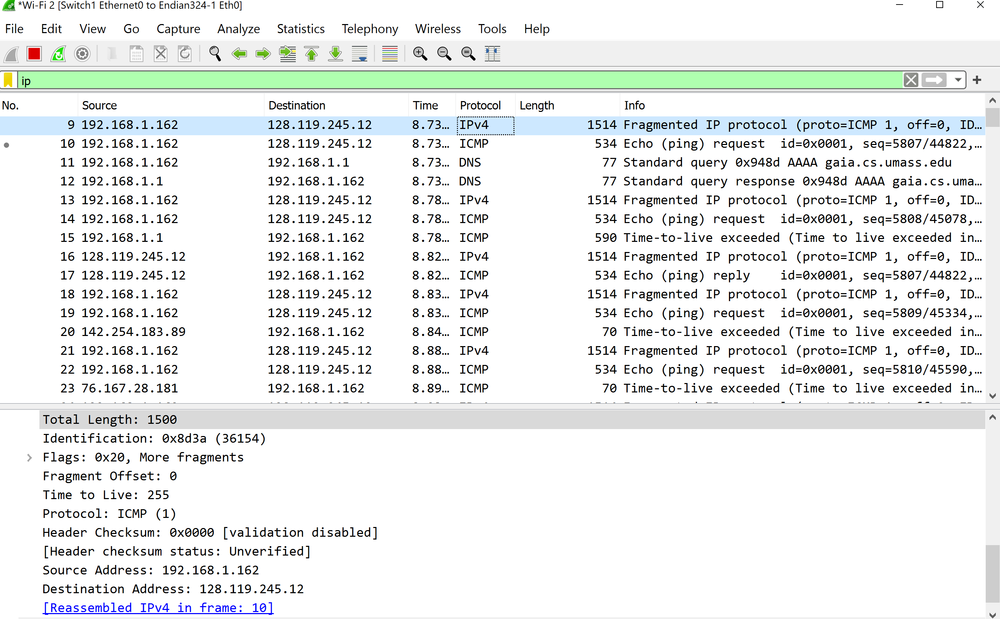 *Wi-Fi 2 [Switch1 Ethernet0 to Endian324-1 Eth0]
File Edit View Go Capture Analyze Statistics Telephony Wireless Tools Help
ip
No. Source Destination Time Protocol Length Info
9 192.168.1.162 128.119.245.12 8.73… IPv4 1514 Fragmented IP protocol (proto=ICMP 1, off=0, ID…
10 192.168.1.162 128.119.245.12 8.73… ICMP 534 Echo (ping) request id=0x0001, seq=5807/44822,…
11 192.168.1.162 192.168.1.1 8.73… DNS 77 Standard query 0x948d AAAA gaia.cs.umass.edu
12 192.168.1.1 192.168.1.162 8.73… DNS 77 Standard query response 0x948d AAAA gaia.cs.uma…
13 192.168.1.162 128.119.245.12 8.78… IPv4 1514 Fragmented IP protocol (proto=ICMP 1, off=0, ID…
14 192.168.1.162 128.119.245.12 8.78… ICMP 534 Echo (ping) request id=0x0001, seq=5808/45078,…
15 192.168.1.1 192.168.1.162 8.78… ICMP 590 Time-to-live exceeded (Time to live exceeded in…
16 128.119.245.12 192.168.1.162 8.82… IPv4 1514 Fragmented IP protocol (proto=ICMP 1, off=0, ID…
17 128.119.245.12 192.168.1.162 8.82… ICMP 534 Echo (ping) reply id=0x0001, seq=5807/44822,…
18 192.168.1.162 128.119.245.12 8.83… IPv4 1514 Fragmented IP protocol (proto=ICMP 1, off=0, ID…
19 192.168.1.162 128.119.245.12 8.83… ICMP 534 Echo (ping) request id=0x0001, seq=5809/45334,…
20 142.254.183.89 192.168.1.162 8.84… ICMP 70 Time-to-live exceeded (Time to live exceeded in…
21 192.168.1.162 128.119.245.12 8.88… IPv4 1514 Fragmented IP protocol (proto=ICMP 1, off=0, ID…
22 192.168.1.162 128.119.245.12 8.88… ICMP 534 Echo (ping) request id=0x0001, seq=5810/45590,…
23 76.167.28.181 192.168.1.162 8.89… ICMP 70 Time-to-live exceeded (Time to live exceeded in…
Total Length: 1500
Identification: 0x8d3a (36154)
Flags: 0x20, More fragments
Fragment Offset: 0
Time to Live: 255
Protocol: ICMP (1)
Header Checksum: 0x0000 [validation disabled]
[Header checksum status: Unverified]
Source Address: 192.168.1.162
Destination Address: 128.119.245.12
[Reassembled IPv4 in frame: 10]